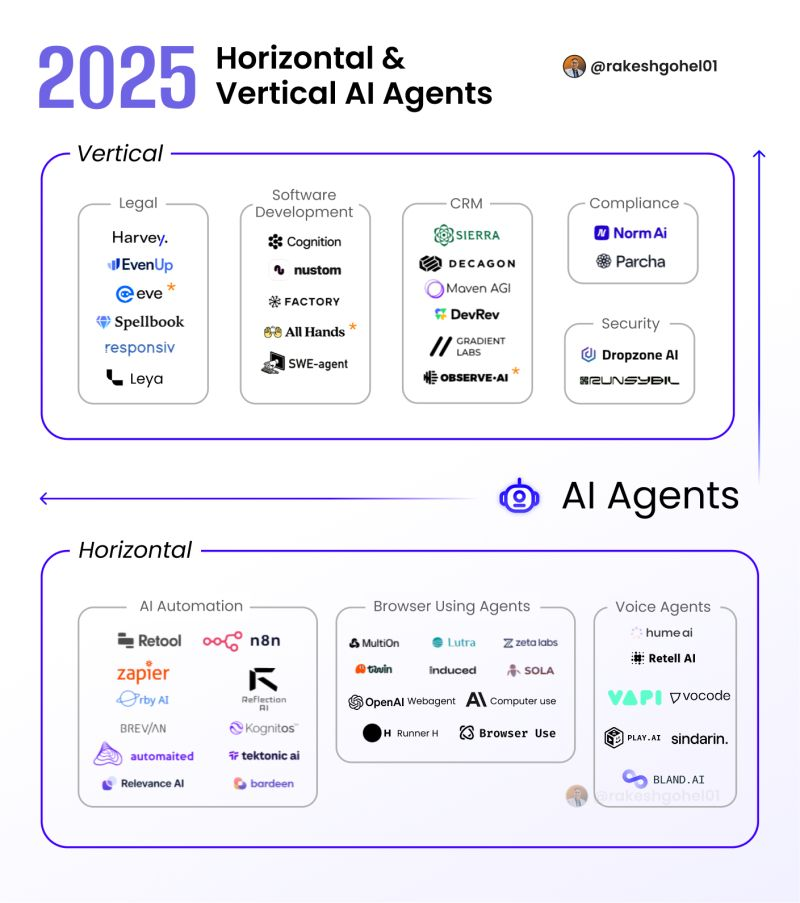 2025
Horizontal &
Vertical AI Agents
@rakeshgohel01
Vertical
Legal
Harvey.
EvenUp
eve *
Spellbook
responsiv
Leya
Software
Development
Cognition
nustom
FACTORY
All Hands *
SWE-agent
CRM
SIERRA
DECAGON
Maven AGI
DevRev
GRADIENT
LABS
OBSERVE•AI *
Compliance
Norm Ai
Parcha
Security
Dropzone AI
RUNSYBIL
AI Agents
Horizontal
AI Automation
Retool
n8n
zapier
Orby AI
Reflection
AI
BREVIAN
Kognitos™
automaited
tektonic ai
Relevance AI
bardeen
Browser Using Agents
MultiOn
Lutra
zeta labs
tawin
induced
SOLA
OpenAI Webagent
Computer use
H Runner H
Browser Use
Voice Agents
hume ai
Retell AI
VAPI
vocode
PLAY.AI
sindarin.
BLAND.AI
@rakeshgohel01